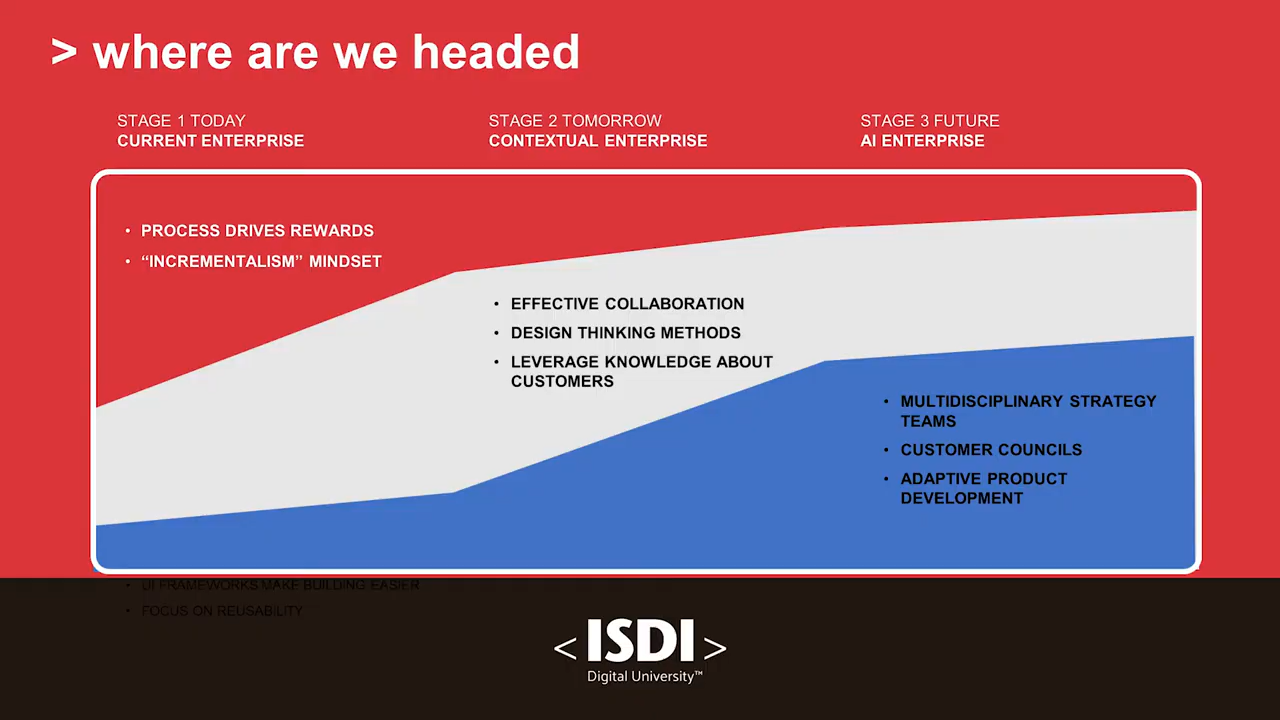 > where are we headed
STAGE 1 TODAY
CURRENT ENTERPRISE
STAGE 2 TOMORROW
CONTEXTUAL ENTERPRISE
STAGE 3 FUTURE
AI ENTERPRISE
• PROCESS DRIVES REWARDS
• “INCREMENTALISM” MINDSET
• EFFECTIVE COLLABORATION
• DESIGN THINKING METHODS
• LEVERAGE KNOWLEDGE ABOUT
CUSTOMERS
• MULTIDISCIPLINARY STRATEGY
TEAMS
• CUSTOMER COUNCILS
• ADAPTIVE PRODUCT
DEVELOPMENT
• UI FRAMEWORKS MAKE BUILDING EASIER
• FOCUS ON REUSABILITY
<ISDI>
Digital University™